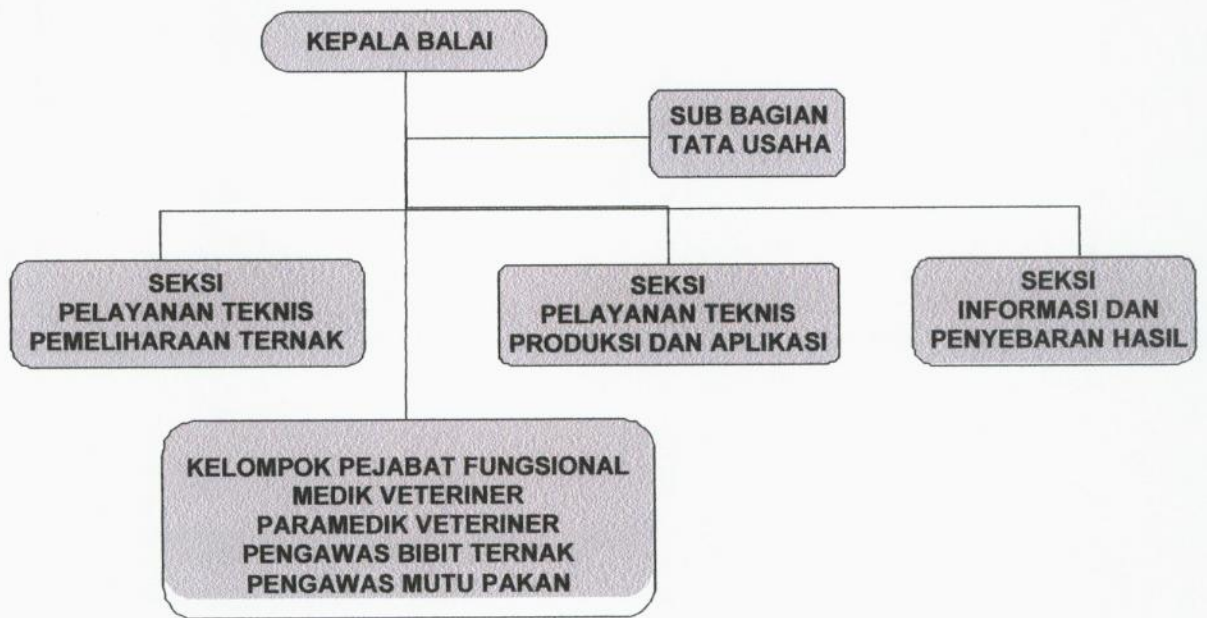 KEPALA BALAI
SUB BAGIAN
TATA USAHA
SEKSI
PELAYANAN TEKNIS
PEMELIHARAAN TERNAK
SEKSI
PELAYANAN TEKNIS
PRODUKSI DAN APLIKASI
SEKSI
INFORMASI DAN
PENYEBARAN HASIL
KELOMPOK PEJABAT FUNGSIONAL
MEDIK VETERINER
PARAMEDIK VETERINER
PENGAWAS BIBIT TERNAK
PENGAWAS MUTU PAKAN